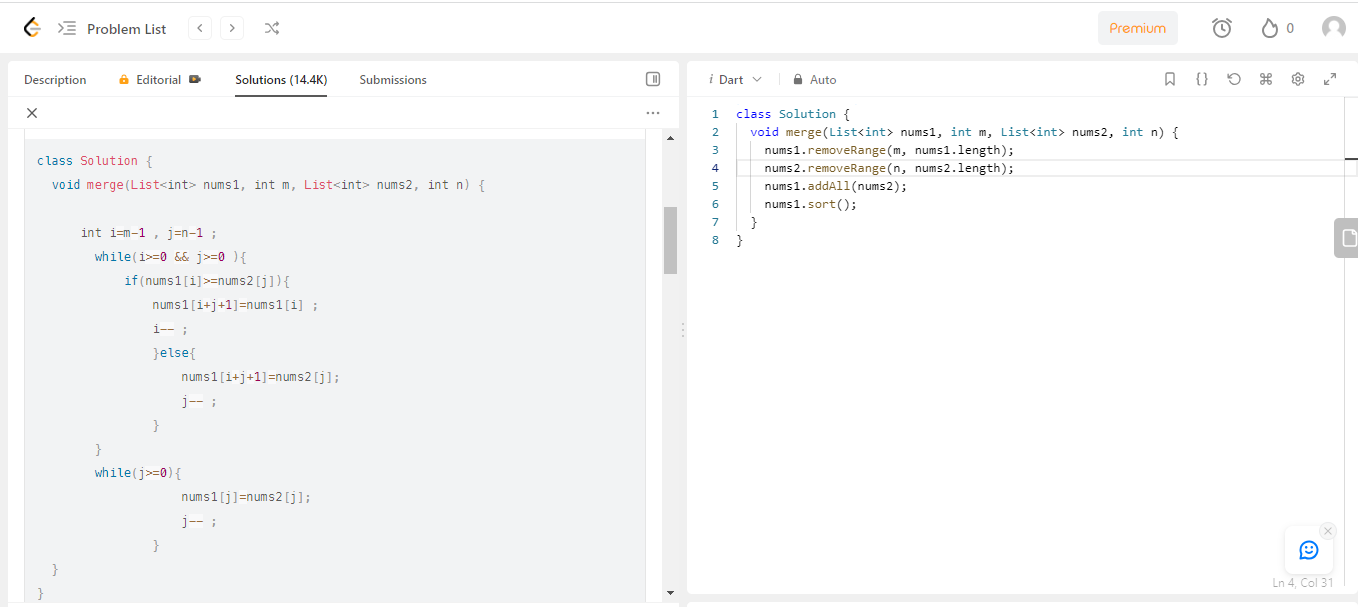 Problem List
Premium
0
Description Editorial Solutions (14.4K) Submissions
class Solution {
void merge(List<int> nums1, int m, List<int> nums2, int n) {
int i=m-1 , j=n-1 ;
while(i>=0 && j>=0 ){
if(nums1[i]>=nums2[j]){
nums1[i+j+1]=nums1[i] ;
i-- ;
}else{
nums1[i+j+1]=nums2[j];
j-- ;
}
}
while(j>=0){
nums1[j]=nums2[j];
j-- ;
}
}
}
i Dart Auto
1 class Solution {
2 void merge(List<int> nums1, int m, List<int> nums2, int n) {
3 nums1.removeRange(m, nums1.length);
4 nums2.removeRange(n, nums2.length);
5 nums1.addAll(nums2);
6 nums1.sort();
7 }
8 }
Ln 4, Col 31